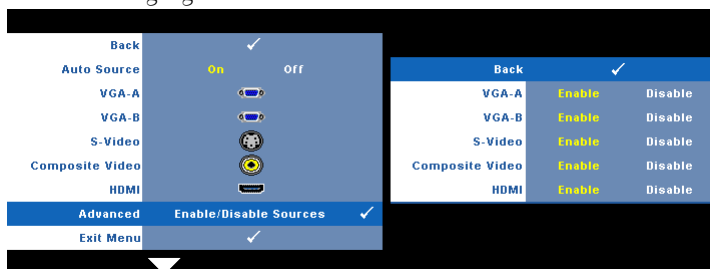 Back
Auto Source On Off
VGA-A
VGA-B
S-Video
Composite Video
HDMI
Advanced Enable/Disable Sources
Exit Menu
Back
VGA-A Enable Disable
VGA-B Enable Disable
S-Video Enable Disable
Composite Video Enable Disable
HDMI Enable Disable